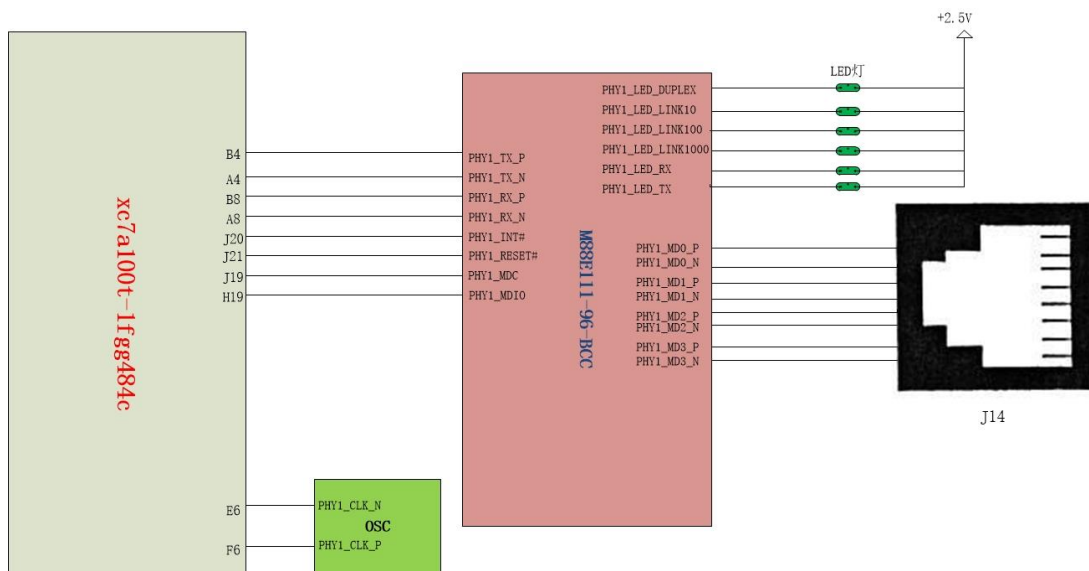 +2.5V
LED灯
PHY1_LED_DUPLEX
PHY1_LED_LINK10
PHY1_LED_LINK100
PHY1_LED_LINK1000
PHY1_LED_RX
PHY1_LED_TX
xc7a100t-1fgg484c
B4
A4
B8
A8
J20
J21
J19
H19
PHY1_TX_P
PHY1_TX_N
PHY1_RX_P
PHY1_RX_N
PHY1_INT#
PHY1_RESET#
PHY1_MDC
PHY1_MDIO
M88E111-96-BCC
PHY1_MD0_P
PHY1_MD0_N
PHY1_MD1_P
PHY1_MD1_N
PHY1_MD2_P
PHY1_MD2_N
PHY1_MD3_P
PHY1_MD3_N
J14
E6
F6
PHY1_CLK_N
OSC
PHY1_CLK_P